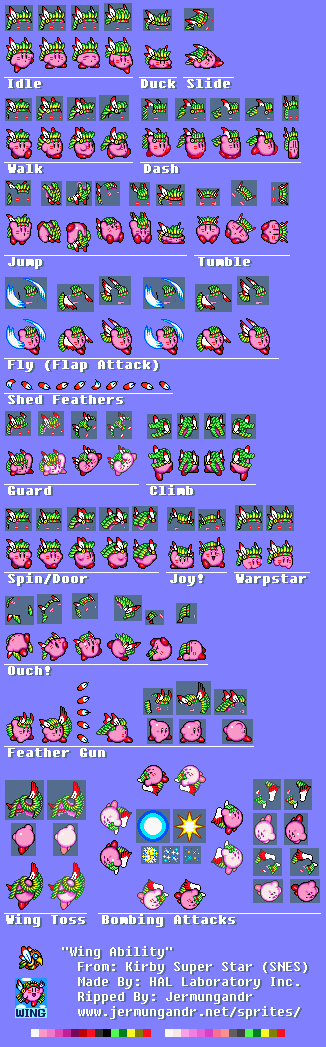 Idle
Duck Slide
Walk
Dash
Jump
Tumble
Fly (Flap Attack)
Shed Feathers
Guard
Climb
Spin/Door
Joy!
Warpstar
Ouch!
Feather Gun
Wing Toss
Bombing Attacks
"Wing Ability"
From: Kirby Super Star (SNES)
Made By: HAL Laboratory Inc.
Ripped By: Jermungandr
www.jermungandr.net/sprites/
WING